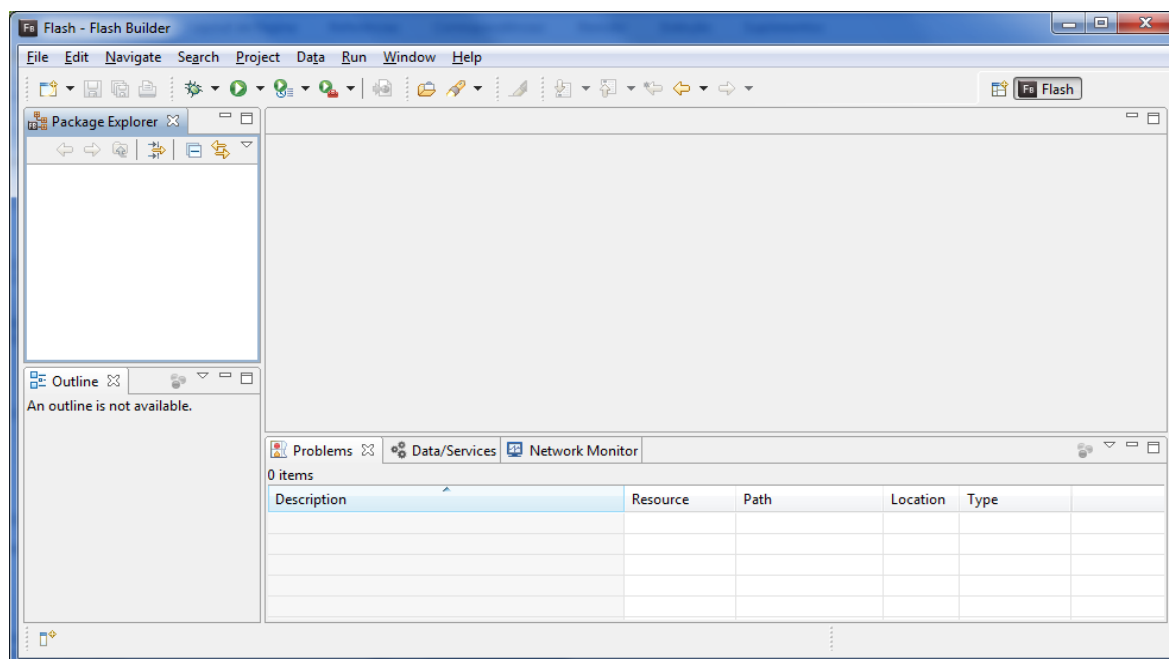 Fb Flash - Flash Builder
File Edit Navigate Search Project Data Run Window Help
Fb Flash
Package Explorer
Outline
An outline is not available.
Problems Data/Services Network Monitor
0 items
Description Resource Path Location Type